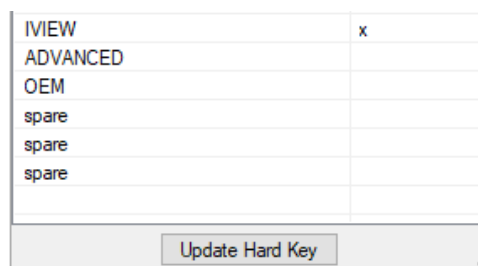 IVIEW x
ADVANCED
OEM
spare
spare
spare
Update Hard Key